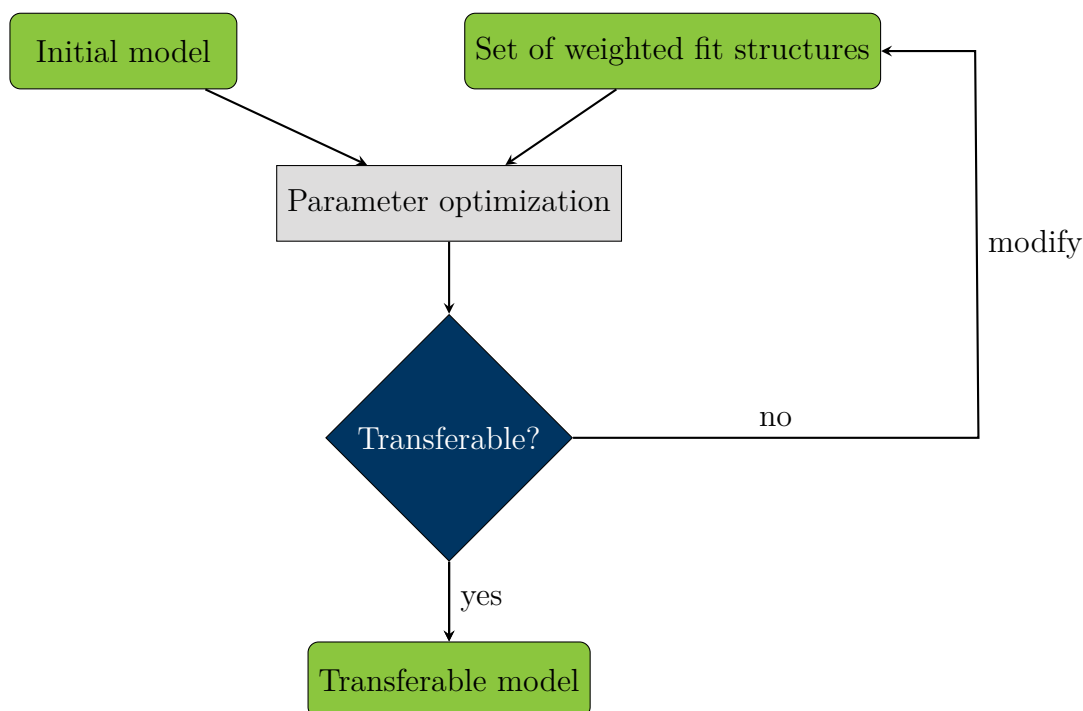 Initial model
Set of weighted fit structures
Parameter optimization
modify
Transferable?
no
yes
Transferable model